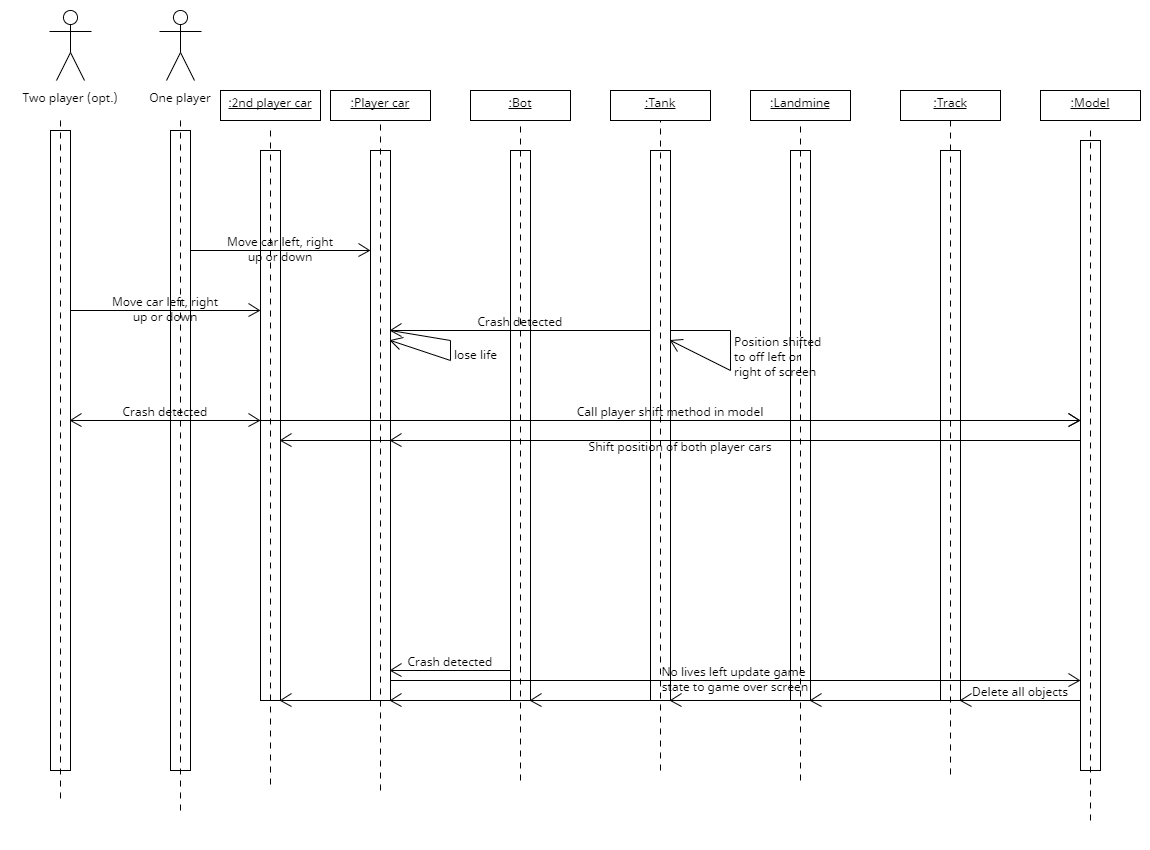 Two player (opt.)
One player
:2nd player car
:Player car
:Bot
:Tank
:Landmine
:Track
:Model
Move car left, right
up or down
Move car left, right
up or down
Crash detected
lose life
Position shifted
to off left or
right of screen
Crash detected
Call player shift method in model
Shift position of both player cars
Crash detected
No lives left update game
state to game over screen
Delete all objects